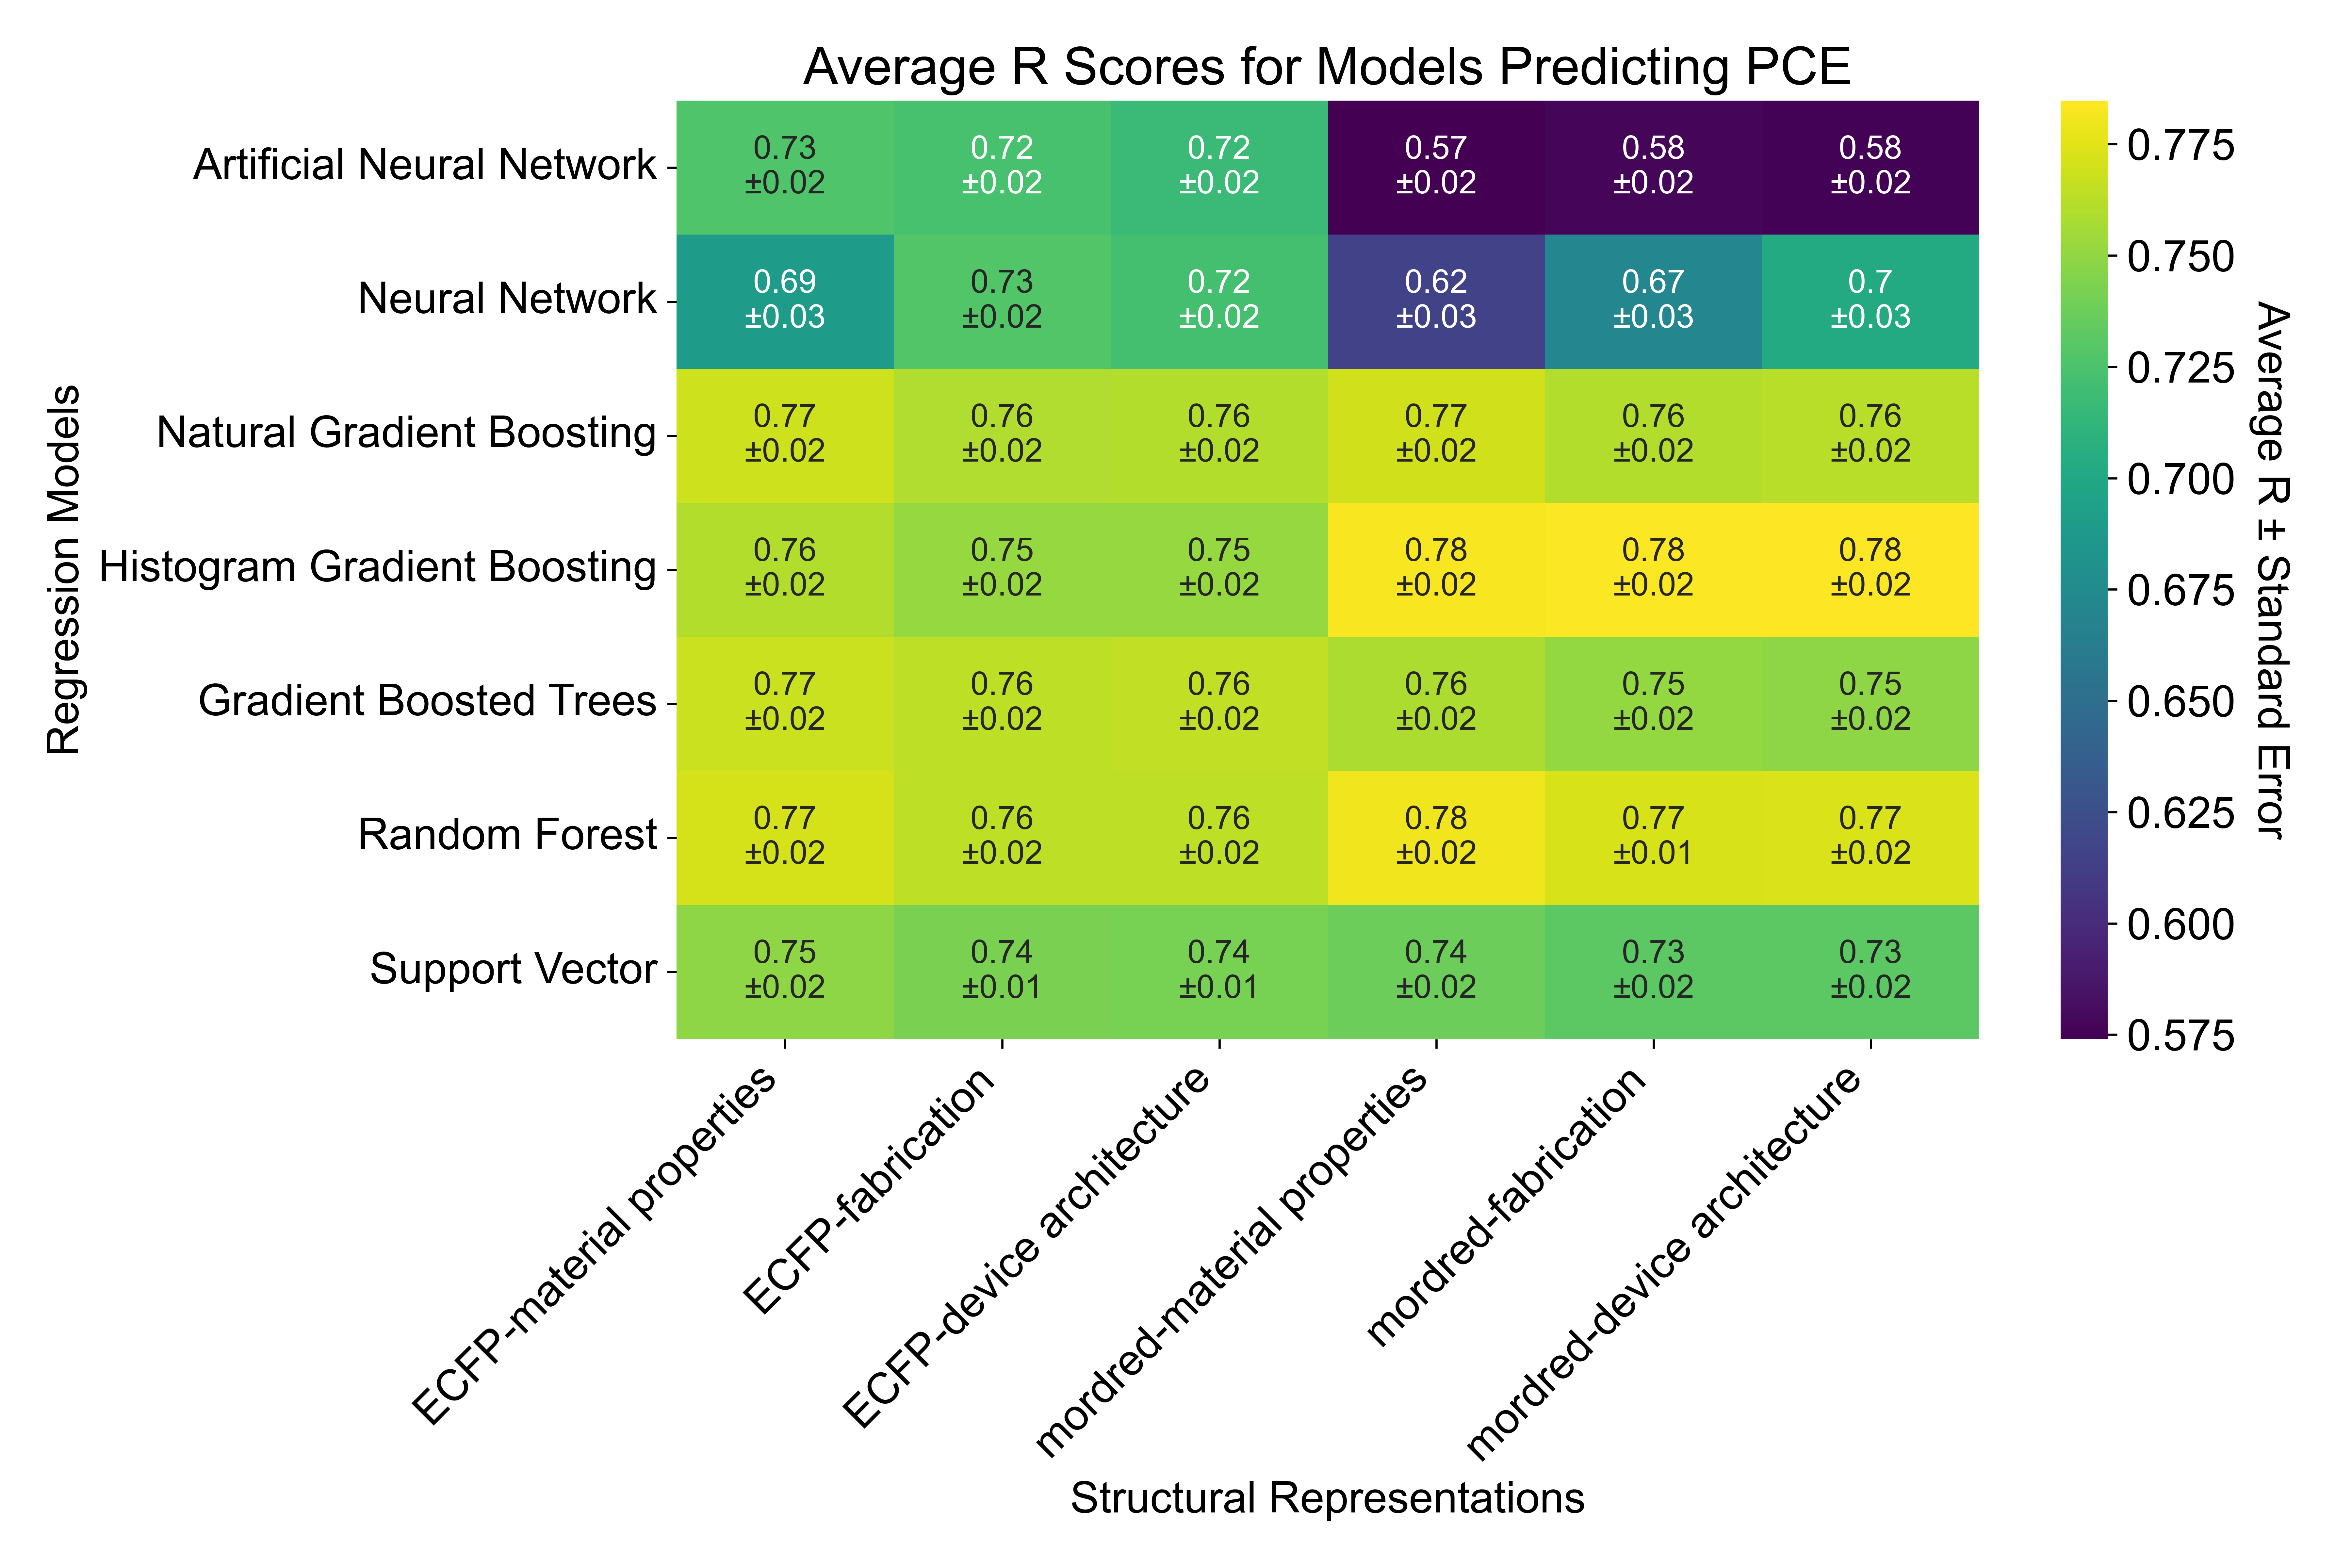 Average R Scores for Models Predicting PCE
Regression Models
Artificial Neural Network
0.73 0.72 0.72 0.57 0.58 0.58
±0.02 ±0.02 ±0.02 ±0.02 ±0.02 ±0.02
Neural Network
0.69 0.73 0.72 0.62 0.67 0.7
±0.03 ±0.02 ±0.02 ±0.03 ±0.03 ±0.03
Natural Gradient Boosting
0.77 0.76 0.76 0.77 0.76 0.76
±0.02 ±0.02 ±0.02 ±0.02 ±0.02 ±0.02
Histogram Gradient Boosting
0.76 0.75 0.75 0.78 0.78 0.78
±0.02 ±0.02 ±0.02 ±0.02 ±0.02 ±0.02
Gradient Boosted Trees
0.77 0.76 0.76 0.76 0.75 0.75
±0.02 ±0.02 ±0.02 ±0.02 ±0.02 ±0.02
Random Forest
0.77 0.76 0.76 0.78 0.77 0.77
±0.02 ±0.02 ±0.02 ±0.02 ±0.01 ±0.02
Support Vector
0.75 0.74 0.74 0.74 0.73 0.73
±0.02 ±0.01 ±0.01 ±0.02 ±0.02 ±0.02
ECFP-material properties
ECFP-fabrication
ECFP-device architecture
mordred-material properties
mordred-fabrication
mordred-device architecture
Structural Representations
0.775
0.750
0.725
0.700
0.675
0.650
0.625
0.600
0.575
Average R ± Standard Error